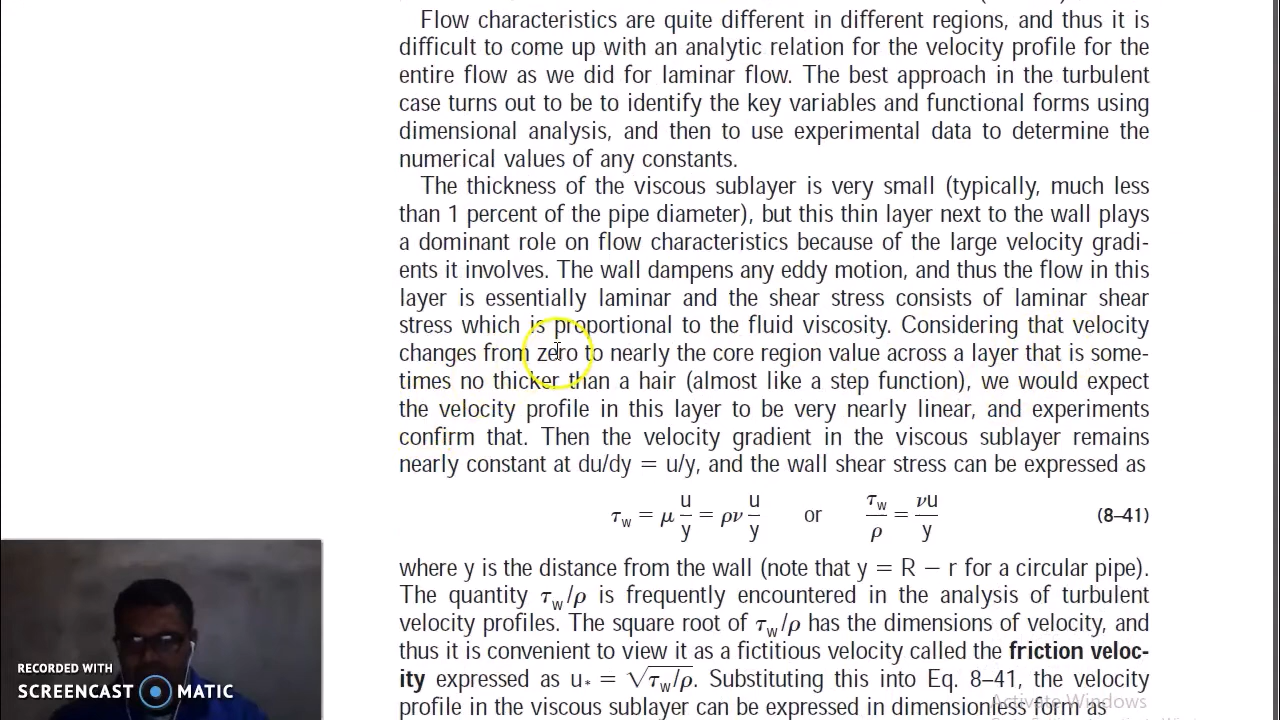 Flow characteristics are quite different in different regions, and thus it is
difficult to come up with an analytic relation for the velocity profile for the
entire flow as we did for laminar flow. The best approach in the turbulent
case turns out to be to identify the key variables and functional forms using
dimensional analysis, and then to use experimental data to determine the
numerical values of any constants.
The thickness of the viscous sublayer is very small (typically, much less
than 1 percent of the pipe diameter), but this thin layer next to the wall plays
a dominant role on flow characteristics because of the large velocity gradi-
ents it involves. The wall dampens any eddy motion, and thus the flow in this
layer is essentially laminar and the shear stress consists of laminar shear
stress which is proportional to the fluid viscosity. Considering that velocity
changes from zero to nearly the core region value across a layer that is some-
times no thicker than a hair (almost like a step function), we would expect
the velocity profile in this layer to be very nearly linear, and experiments
confirm that. Then the velocity gradient in the viscous sublayer remains
nearly constant at du/dy = u/y, and the wall shear stress can be expressed as
τw = μ u/y = ρν u/y or τw/ρ = νu/y (8–41)
where y is the distance from the wall (note that y = R − r for a circular pipe).
The quantity τw/ρ is frequently encountered in the analysis of turbulent
velocity profiles. The square root of τw/ρ has the dimensions of velocity, and
thus it is convenient to view it as a fictitious velocity called the friction veloc-
ity expressed as u* = √τw/ρ. Substituting this into Eq. 8–41, the velocity
profile in the viscous sublayer can be expressed in dimensionless form as
RECORDED WITH
SCREENCAST MATIC
Activate Windows